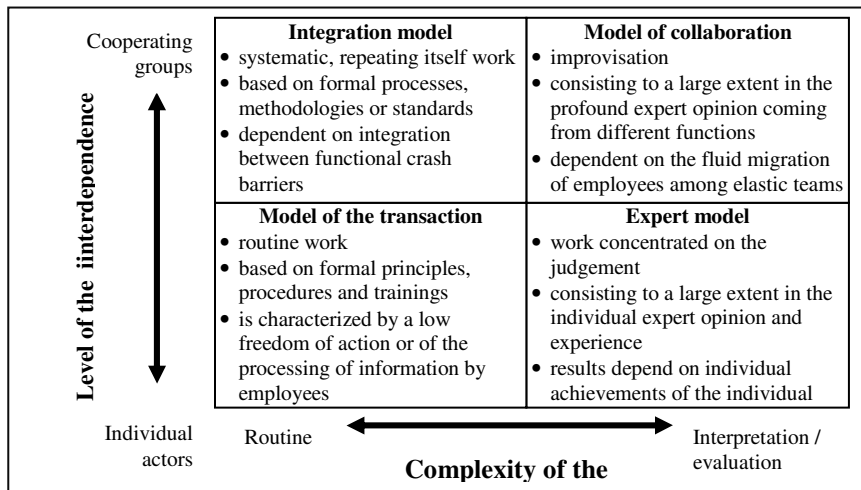 Cooperating
groups
Level of the iinterdependence
Individual
actors
Integration model
• systematic, repeating itself work
• based on formal processes,
methodologies or standards
• dependent on integration
between functional crash
barriers
Model of collaboration
• improvisation
• consisting to a large extent in the
profound expert opinion coming
from different functions
• dependent on the fluid migration
of employees among elastic teams
Model of the transaction
• routine work
• based on formal principles,
procedures and trainings
• is characterized by a low
freedom of action or of the
processing of information by
employees
Expert model
• work concentrated on the
judgement
• consisting to a large extent in the
individual expert opinion and
experience
• results depend on individual
achievements of the individual
Routine
Interpretation /
evaluation
Complexity of the